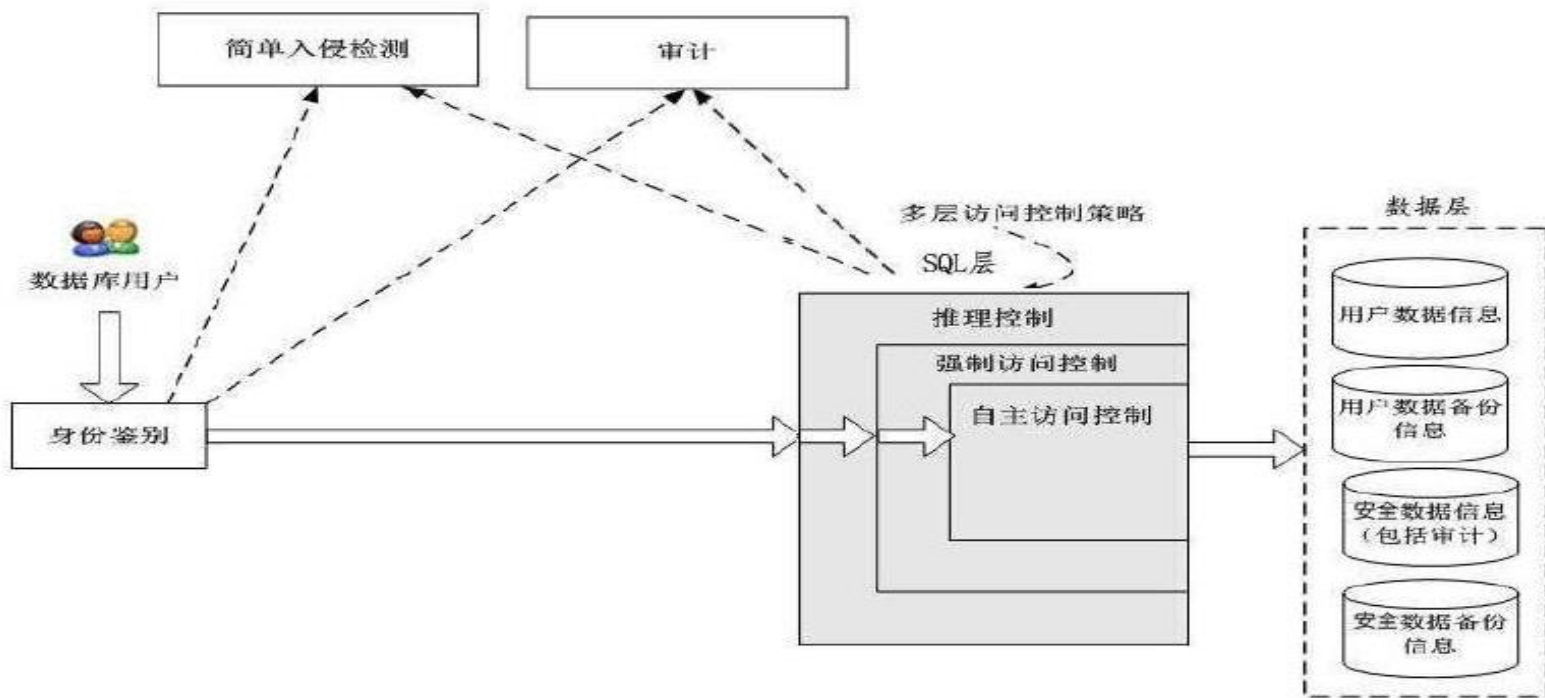 简单入侵检测
审计
多层访问控制策略
数据层
SQL层
数据库用户
用户数据信息
推理控制
强制访问控制
自主访问控制
用户数据备份
信息
身份鉴别
安全数据信息
(包括审计)
安全数据备份
信息